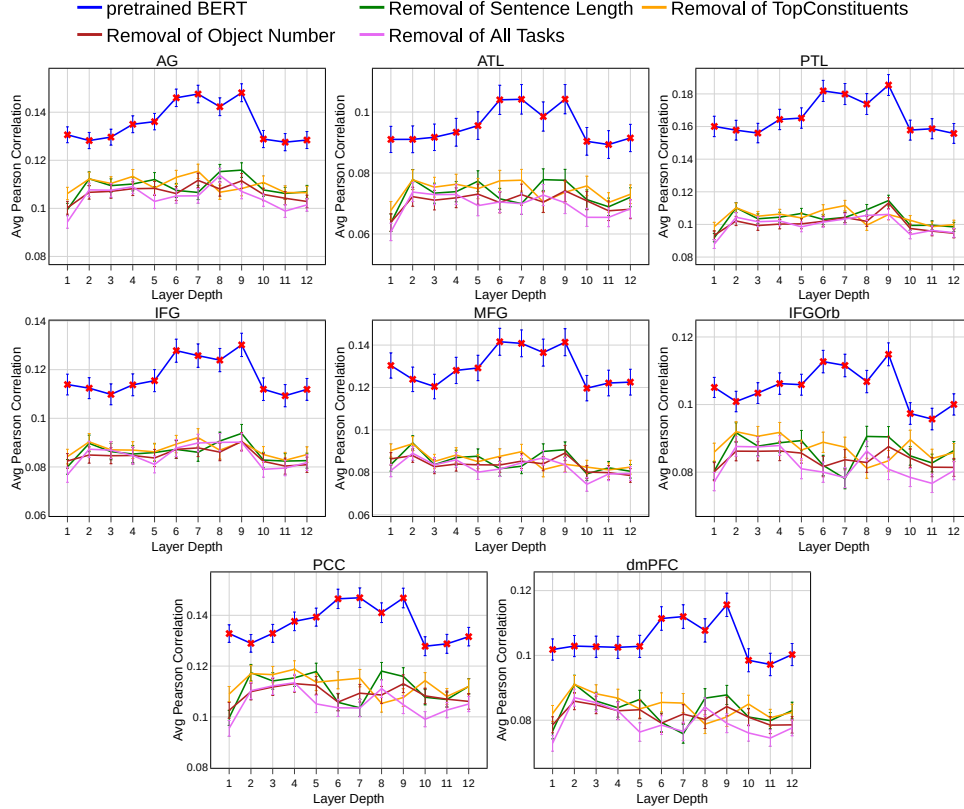 pretrained BERT Removal of Sentence Length Removal of TopConstituents
Removal of Object Number Removal of All Tasks
AG ATL PTL
Avg Pearson Correlation
0.14
0.12
0.1
0.08
1 2 3 4 5 6 7 8 9 10 11 12
Layer Depth
Avg Pearson Correlation
0.1
0.08
0.06
1 2 3 4 5 6 7 8 9 10 11 12
Layer Depth
Avg Pearson Correlation
0.18
0.16
0.14
0.12
0.1
0.08
1 2 3 4 5 6 7 8 9 10 11 12
Layer Depth
IFG MFG IFGOrb
Avg Pearson Correlation
0.14
0.12
0.1
0.08
0.06
1 2 3 4 5 6 7 8 9 10 11 12
Layer Depth
Avg Pearson Correlation
0.14
0.12
0.1
0.08
0.06
1 2 3 4 5 6 7 8 9 10 11 12
Layer Depth
Avg Pearson Correlation
0.12
0.1
0.08
1 2 3 4 5 6 7 8 9 10 11 12
Layer Depth
PCC dmPFC
Avg Pearson Correlation
0.14
0.12
0.1
0.08
1 2 3 4 5 6 7 8 9 10 11 12
Layer Depth
Avg Pearson Correlation
0.12
0.1
0.08
1 2 3 4 5 6 7 8 9 10 11 12
Layer Depth